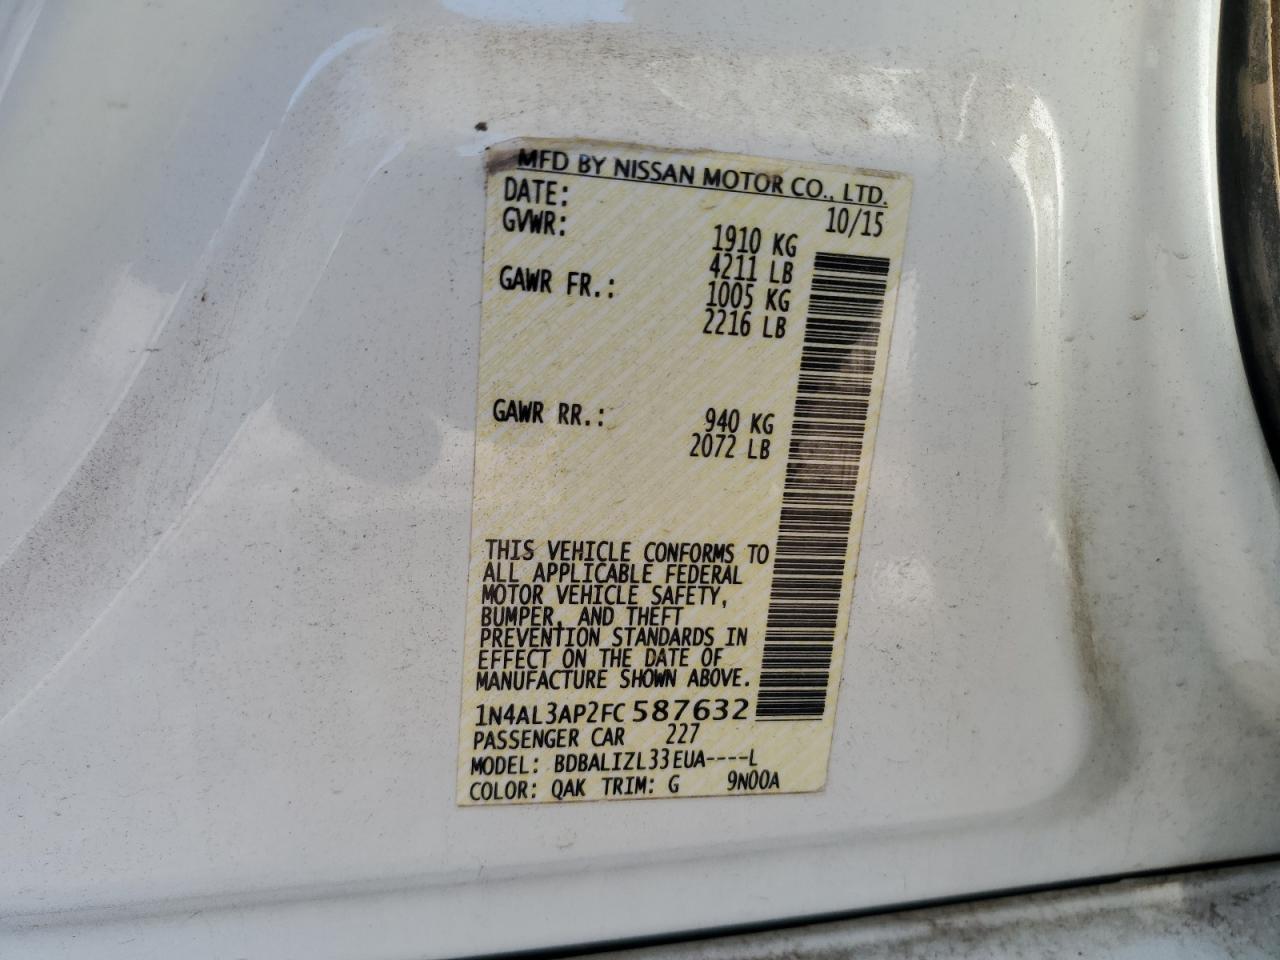 MFD BY NISSAN MOTOR CO., LTD.
DATE: 10/15
GVWR: 1910 KG
4211 LB
GAWR FR.: 1005 KG
2216 LB
GAWR RR.: 940 KG
2072 LB
THIS VEHICLE CONFORMS TO
ALL APPLICABLE FEDERAL
MOTOR VEHICLE SAFETY,
BUMPER, AND THEFT
PREVENTION STANDARDS IN
EFFECT ON THE DATE OF
MANUFACTURE SHOWN ABOVE.
1N4AL3AP2FC587632
PASSENGER CAR 227
MODEL: BDBALIZL33EUA----L
COLOR: QAK TRIM: G 9N00A